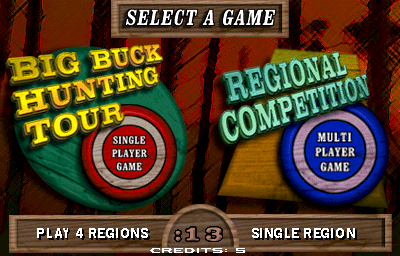 SELECT A GAME
BIG BUCK
HUNTING
TOUR
SINGLE
PLAYER
GAME
REGIONAL
COMPETITION
MULTI
PLAYER
GAME
PLAY 4 REGIONS
:13
SINGLE REGION
CREDITS: 5